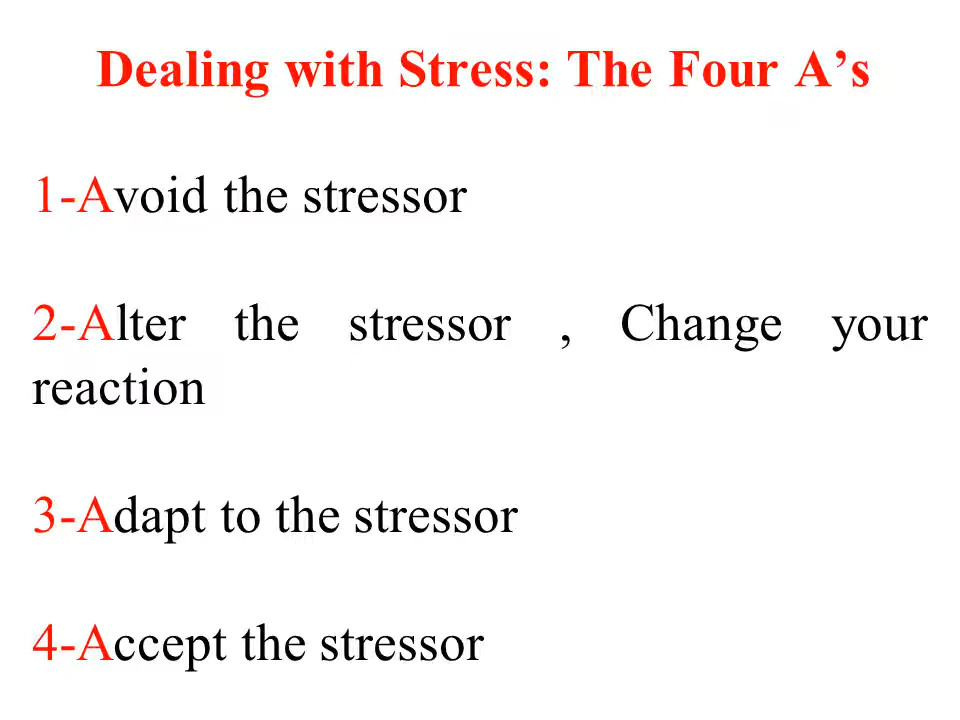 Dealing with Stress: The Four A’s
1-Avoid the stressor
2-Alter the stressor , Change your
reaction
3-Adapt to the stressor
4-Accept the stressor